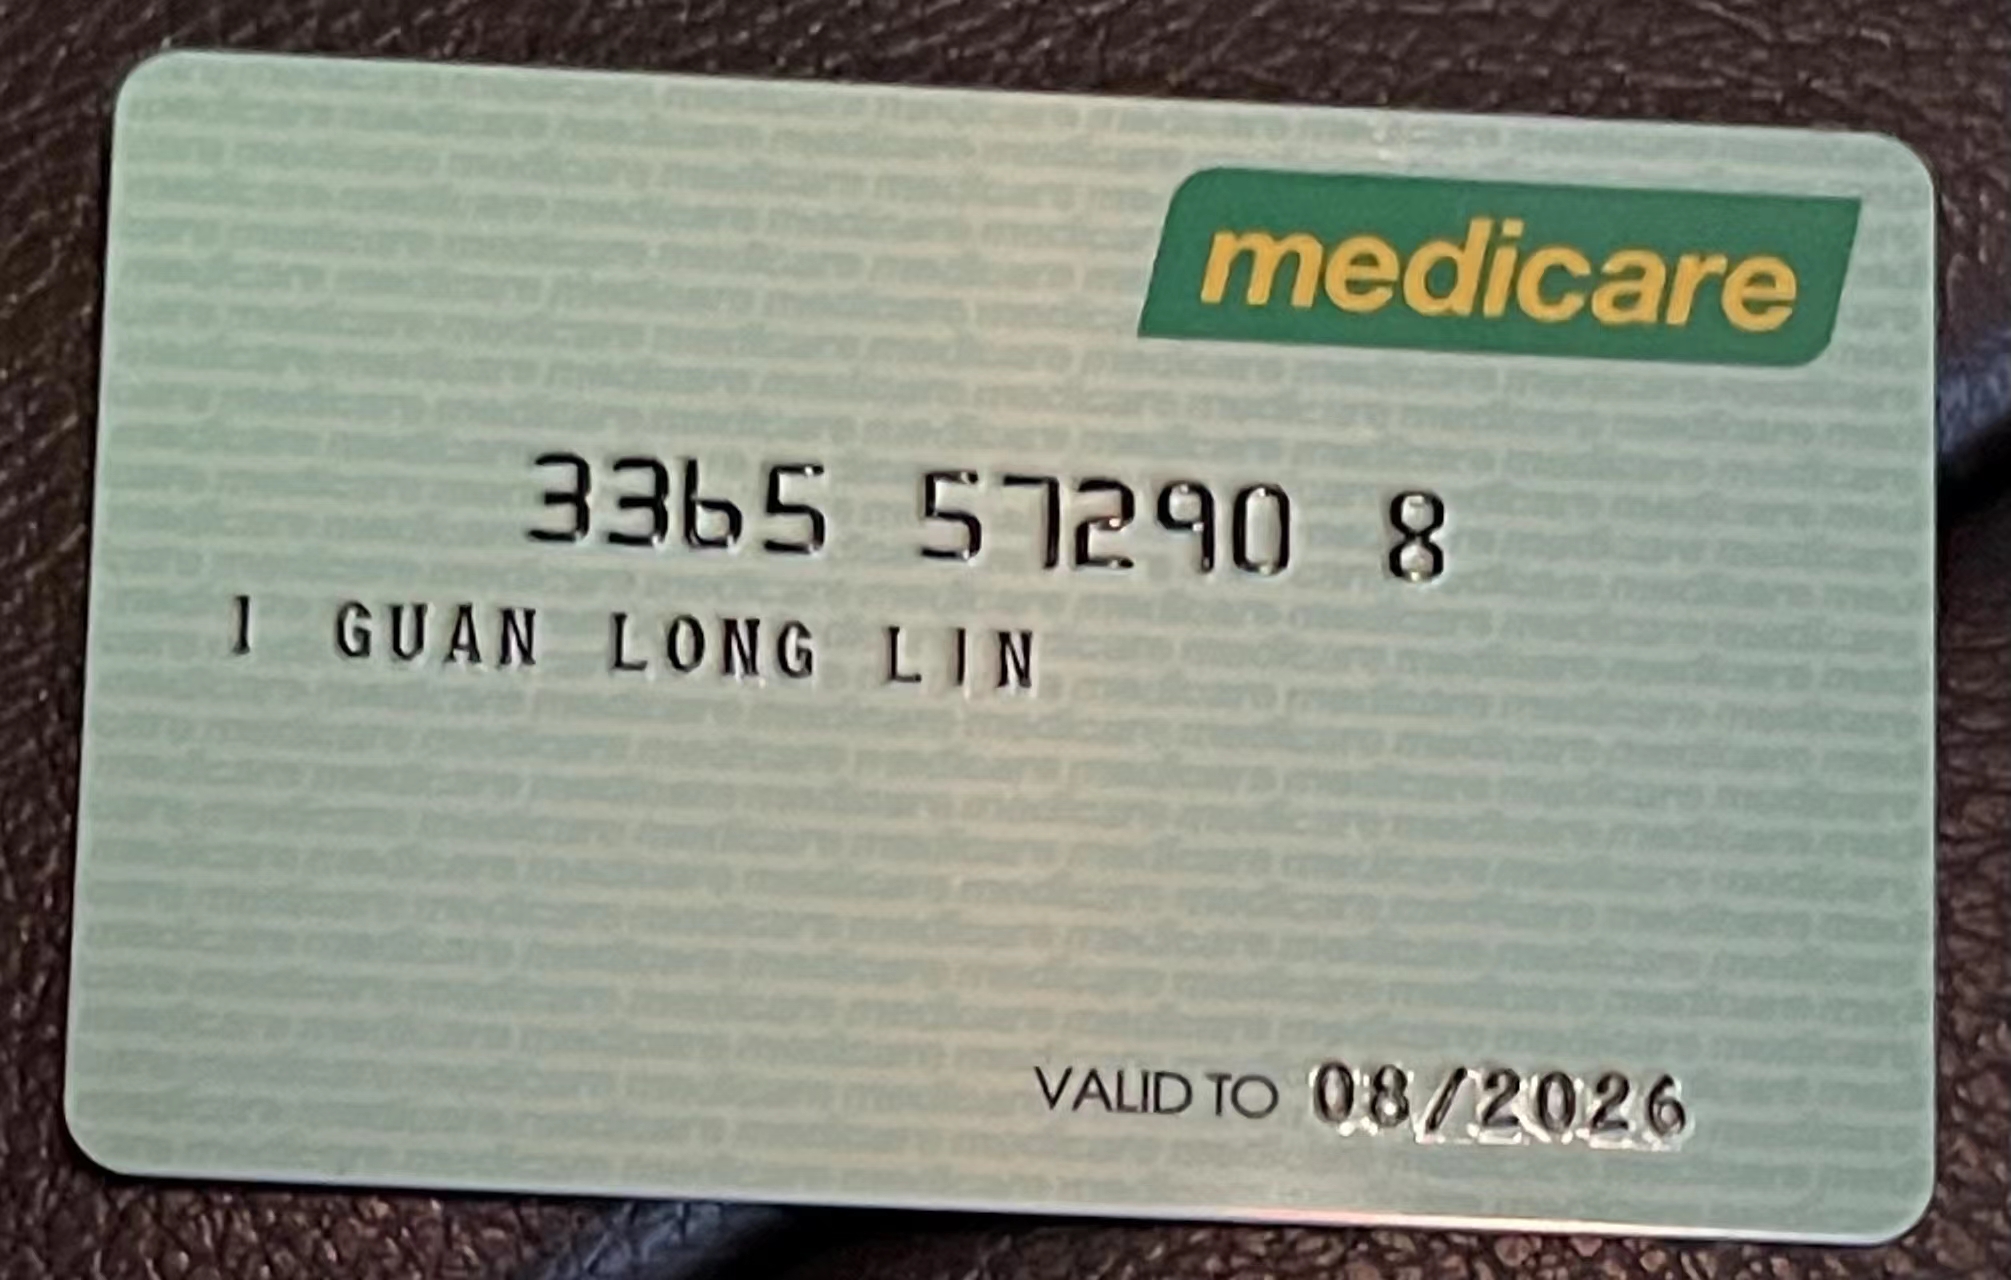 medicare
3365 57290 8
1 GUAN LONG LIN
VALID TO 08/2026